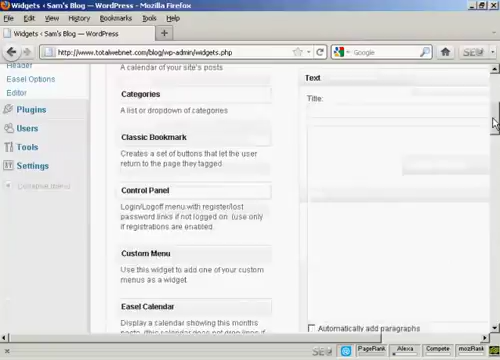 Widgets ‹ Sam's Blog — WordPress - Mozilla Firefox
File Edit View History Bookmarks Tools Help
Widgets ‹ Sam's Blog — WordPress
http://www.totalwebnet.com/blog/wp-admin/widgets.php
Google
Header
Easel Options
Editor
Plugins
Users
Tools
Settings
Collapse menu
A calendar of your site's posts
Categories
A list or dropdown of categories
Classic Bookmark
Creates a set of buttons that let the user
return to the page they tagged.
Control Panel
Login/Logoff menu with register/lost
password links if not logged on. (use only
if registrations are enabled.
Custom Menu
Use this widget to add one of your custom
menus as a widget.
Easel Calendar
Display a calendar showing this months
Text
Title:
Automatically add paragraphs
PageRank
Alexa
Compete
mozRank